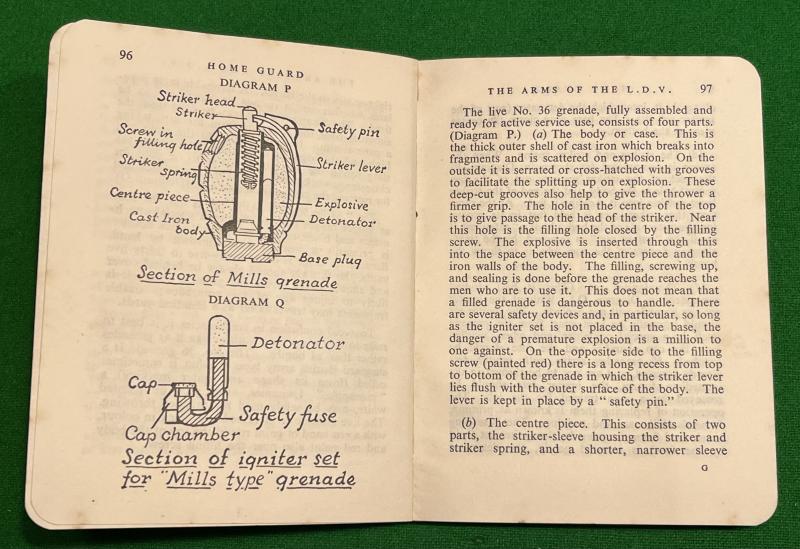 96
HOME GUARD
DIAGRAM P
Striker head
Striker
Safety pin
Screw in
filling hole
Striker lever
Striker
Spring
Centre piece
Explosive
Detonator
Cast Iron
body
Base plug
Section of Mills grenade
DIAGRAM Q
Detonator
Cap
Safety fuse
Cap chamber
Section of igniter set
for "Mills type" grenade
THE ARMS OF THE L.D.V. 97
The live No. 36 grenade, fully assembled and
ready for active service use, consists of four parts.
(Diagram P.) (a) The body or case. This is
the thick outer shell of cast iron which breaks into
fragments and is scattered on explosion. On the
outside it is serrated or cross-hatched with grooves
to facilitate the splitting up on explosion. These
deep-cut grooves also help to give the thrower a
firmer grip. The hole in the centre of the top
is to give passage to the head of the striker. Near
this hole is the filling hole closed by the filling
screw. The explosive is inserted through this
into the space between the centre piece and the
iron walls of the body. The filling, screwing up,
and sealing is done before the grenade reaches the
men who are to use it. This does not mean that
a filled grenade is dangerous to handle. There
are several safety devices and, in particular, so long
as the igniter set is not placed in the base, the
danger of a premature explosion is a million to
one against. On the opposite side to the filling
screw (painted red) there is a long recess from top
to bottom of the grenade in which the striker lever
lies flush with the outer surface of the body. The
lever is kept in place by a " safety pin."
(b) The centre piece. This consists of two
parts, the striker-sleeve housing the striker and
striker spring, and a shorter, narrower sleeve
G